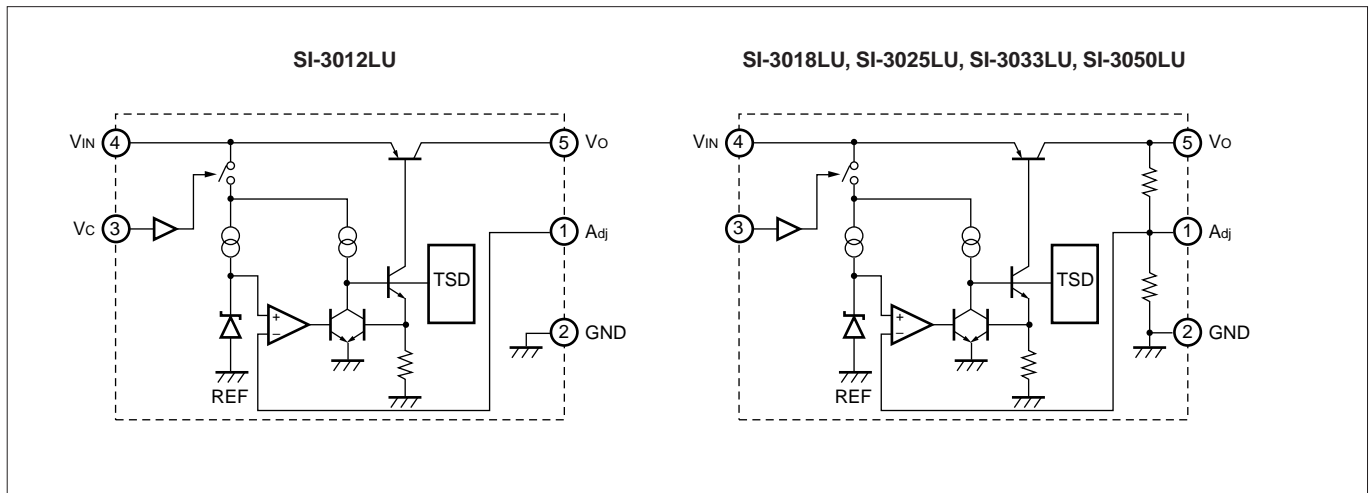 SI-3012LU
VIN 4
5 VO
VC 3
1 Adj
TSD
+
−
2 GND
REF
SI-3018LU, SI-3025LU, SI-3033LU, SI-3050LU
VIN 4
5 VO
3
1 Adj
TSD
+
−
2 GND
REF